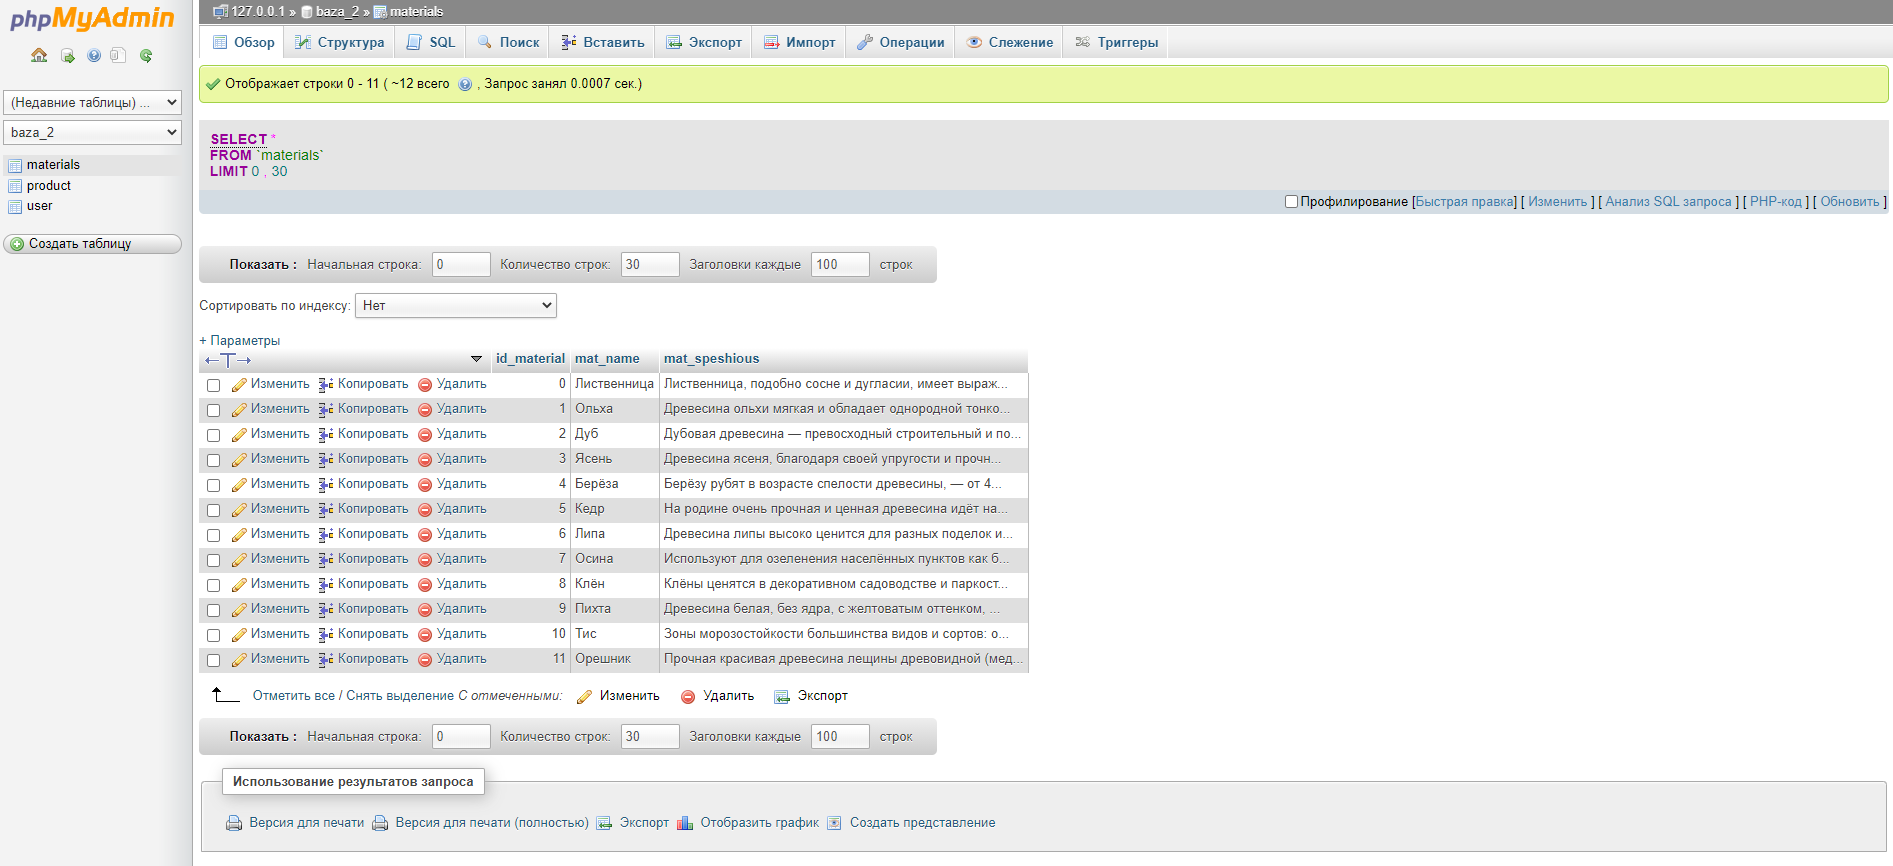 phpMyAdmin
(Недавние таблицы) ...
baza_2
materials
product
user
Создать таблицу
127.0.0.1 » baza_2 » materials
Обзор Структура SQL Поиск Вставить Экспорт Импорт Операции Слежение Триггеры
Отображает строки 0 - 11 ( ~12 всего , Запрос занял 0.0007 сек.)
SELECT *
FROM `materials`
LIMIT 0 , 30
Профилирование [Быстрая правка] [ Изменить ] [ Анализ SQL запроса ] [ PHP-код ] [ Обновить ]
Показать : Начальная строка: 0 Количество строк: 30 Заголовки каждые 100 строк
Сортировать по индексу: Нет
+ Параметры
←T→ id_material mat_name mat_speshious
Изменить Копировать Удалить 0 Лиственница Лиственница, подобно сосне и дугласии, имеет выраж...
Изменить Копировать Удалить 1 Ольха Древесина ольхи мягкая и обладает однородной тонко...
Изменить Копировать Удалить 2 Дуб Дубовая древесина — превосходный строительный и по...
Изменить Копировать Удалить 3 Ясень Древесина ясеня, благодаря своей упругости и прочн...
Изменить Копировать Удалить 4 Берёза Берёзу рубят в возрасте спелости древесины, — от 4...
Изменить Копировать Удалить 5 Кедр На родине очень прочная и ценная древесина идёт на...
Изменить Копировать Удалить 6 Липа Древесина липы высоко ценится для разных поделок и...
Изменить Копировать Удалить 7 Осина Используют для озеленения населённых пунктов как б...
Изменить Копировать Удалить 8 Клён Клёны ценятся в декоративном садоводстве и паркост...
Изменить Копировать Удалить 9 Пихта Древесина белая, без ядра, с желтоватым оттенком, ...
Изменить Копировать Удалить 10 Тис Зоны морозостойкости большинства видов и сортов: о...
Изменить Копировать Удалить 11 Орешник Прочная красивая древесина лещины древовидной (мед...
Отметить все / Снять выделение С отмеченными: Изменить Удалить Экспорт
Показать : Начальная строка: 0 Количество строк: 30 Заголовки каждые 100 строк
Использование результатов запроса
Версия для печати Версия для печати (полностью) Экспорт Отобразить график Создать представление